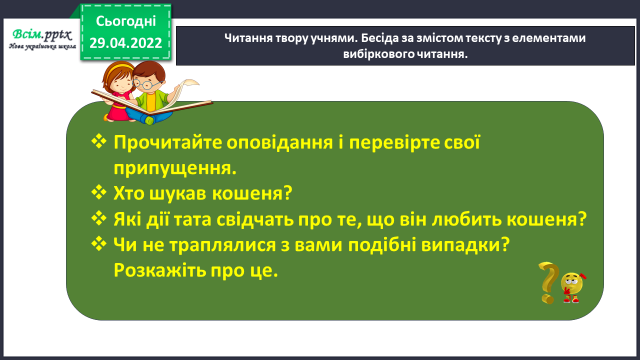 Всім.pptx
Нова українська школа
Сьогодні
29.04.2022
Читання твору учнями. Бесіда за змістом тексту з елементами
вибіркового читання.
❖ Прочитайте оповідання і перевірте свої
припущення.
❖ Хто шукав кошеня?
❖ Які дії тата свідчать про те, що він любить кошеня?
❖ Чи не траплялися з вами подібні випадки?
Розкажіть про це.